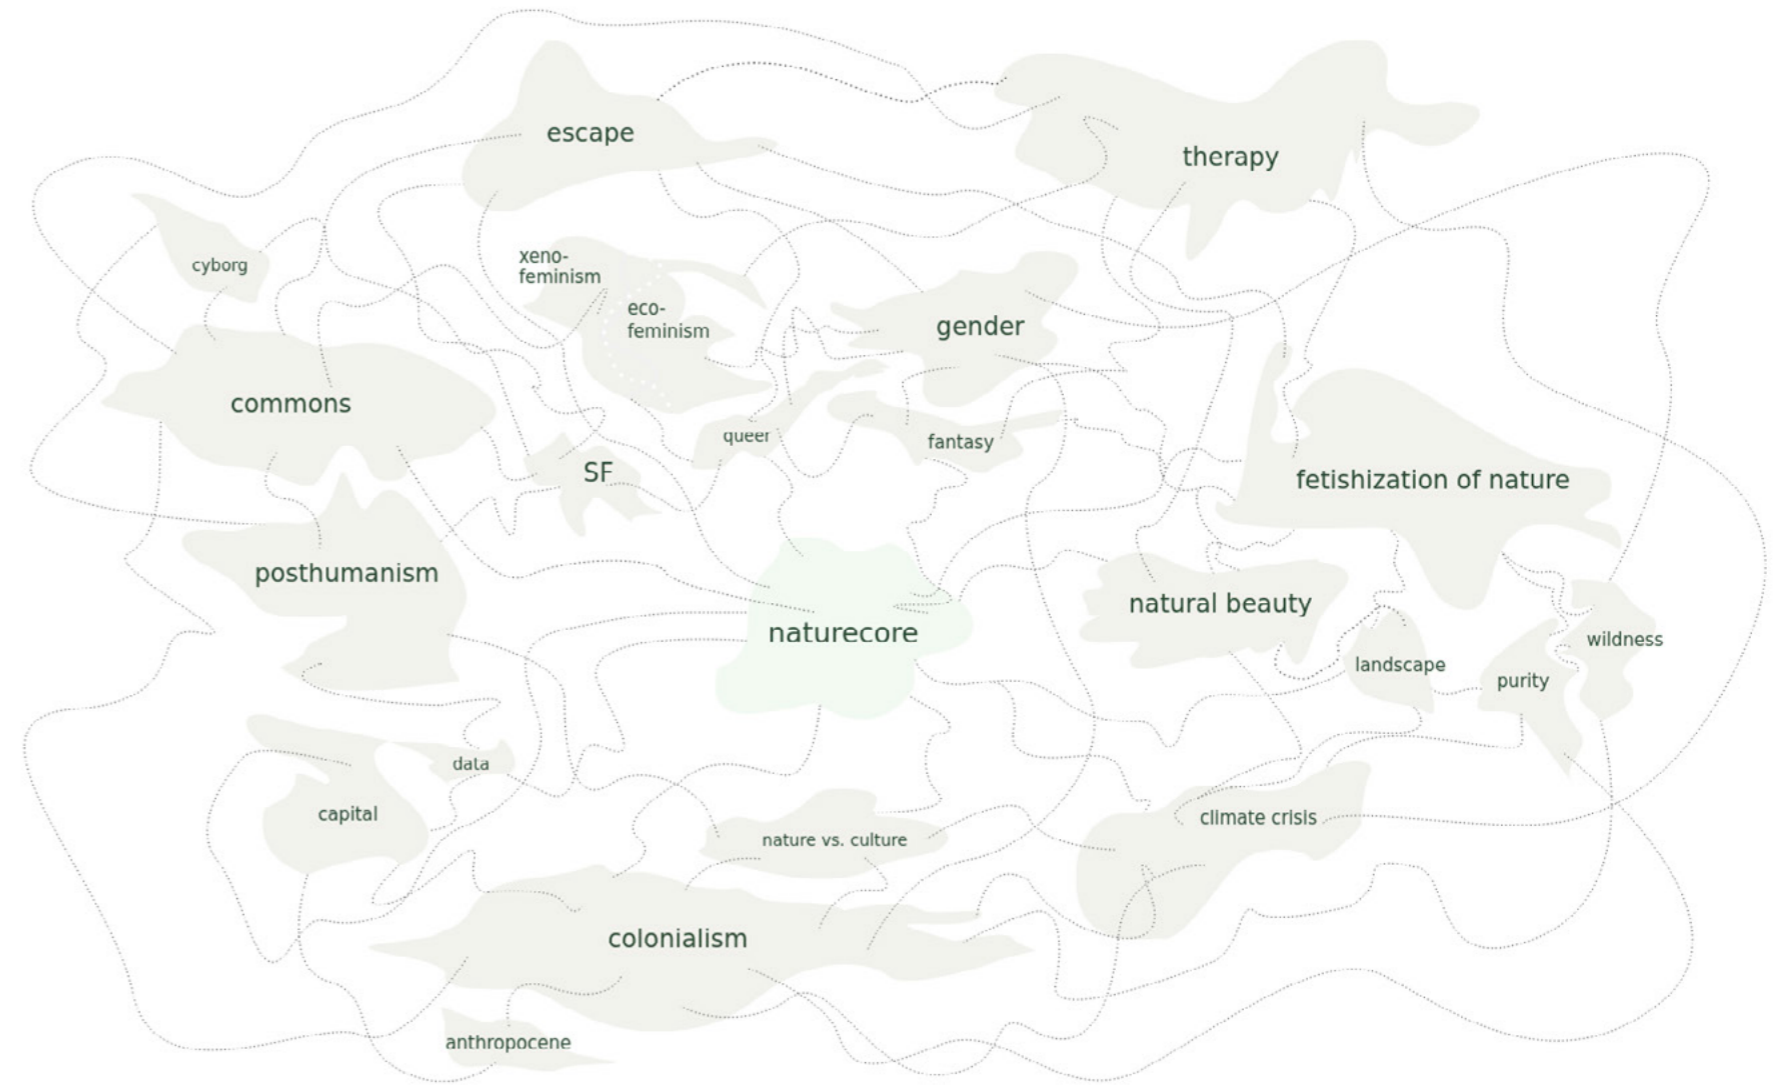 escape
therapy
cyborg
xeno-
feminism
eco-
feminism
gender
commons
queer
fantasy
SF
fetishization of nature
posthumanism
natural beauty
naturecore
wildness
landscape
purity
data
capital
climate crisis
nature vs. culture
colonialism
anthropocene